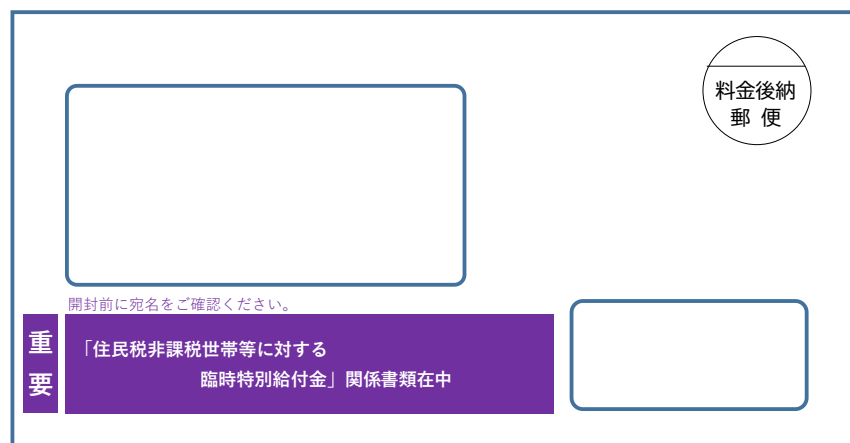 料金後納
郵便
開封前に宛名をご確認ください。
重要
「住民税非課税世帯等に対する
臨時特別給付金」関係書類在中